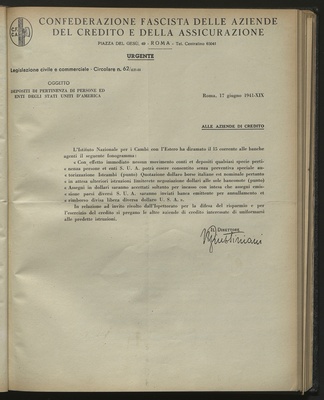 CONFEDERAZIONE FASCISTA DELLE AZIENDE
DEL CREDITO E DELLA ASSICURAZIONE
PIAZZA DEL GESÙ, 49 - ROMA - Tel. Centralino
URGENTE
Legislazione civile e commerciale - Circolare n. 62
OGGETTO
DEPOSITI DI PERTINENZA DI PERSONE ED
ENTI DEGLI STATI UNITI D'AMERICA
Roma, 17 giugno 1941-XIX
ALLE AZIENDE DI CREDITO
L'Istituto Nazionale per i Cambi con l'Estero ha diramato il 15 corrente alle banche
agenti il seguente fonogramma:
« Con effetto immediato nessun movimento conti et depositi qualsiasi specie perti-
« nenza persone et enti S. U. A. potrà essere consentito senza preventiva speciale au-
« torizzazione Istcambi (punto) Quotazione dollaro borse italiane est nominale pertanto
« in attesa ulteriori istruzioni limiterete negoziazione dollari allo solo banconote (punto)
« Assegni in dollari saranno accettati soltanto per incasso con intesa che assegni emis-
« sione paesi diversi S. U. A. saranno inviati banca emittente per annullamento et
« rimborso divisa libera diversa dollaro U. S. A. ».
In relazione ad invito rivolto dall'Ispettorato per la difesa del risparmio e per
l'esercizio del credito si pregano le altre aziende di credito interessate di uniformarsi
alle predette istruzioni.
IL DIRETTORE